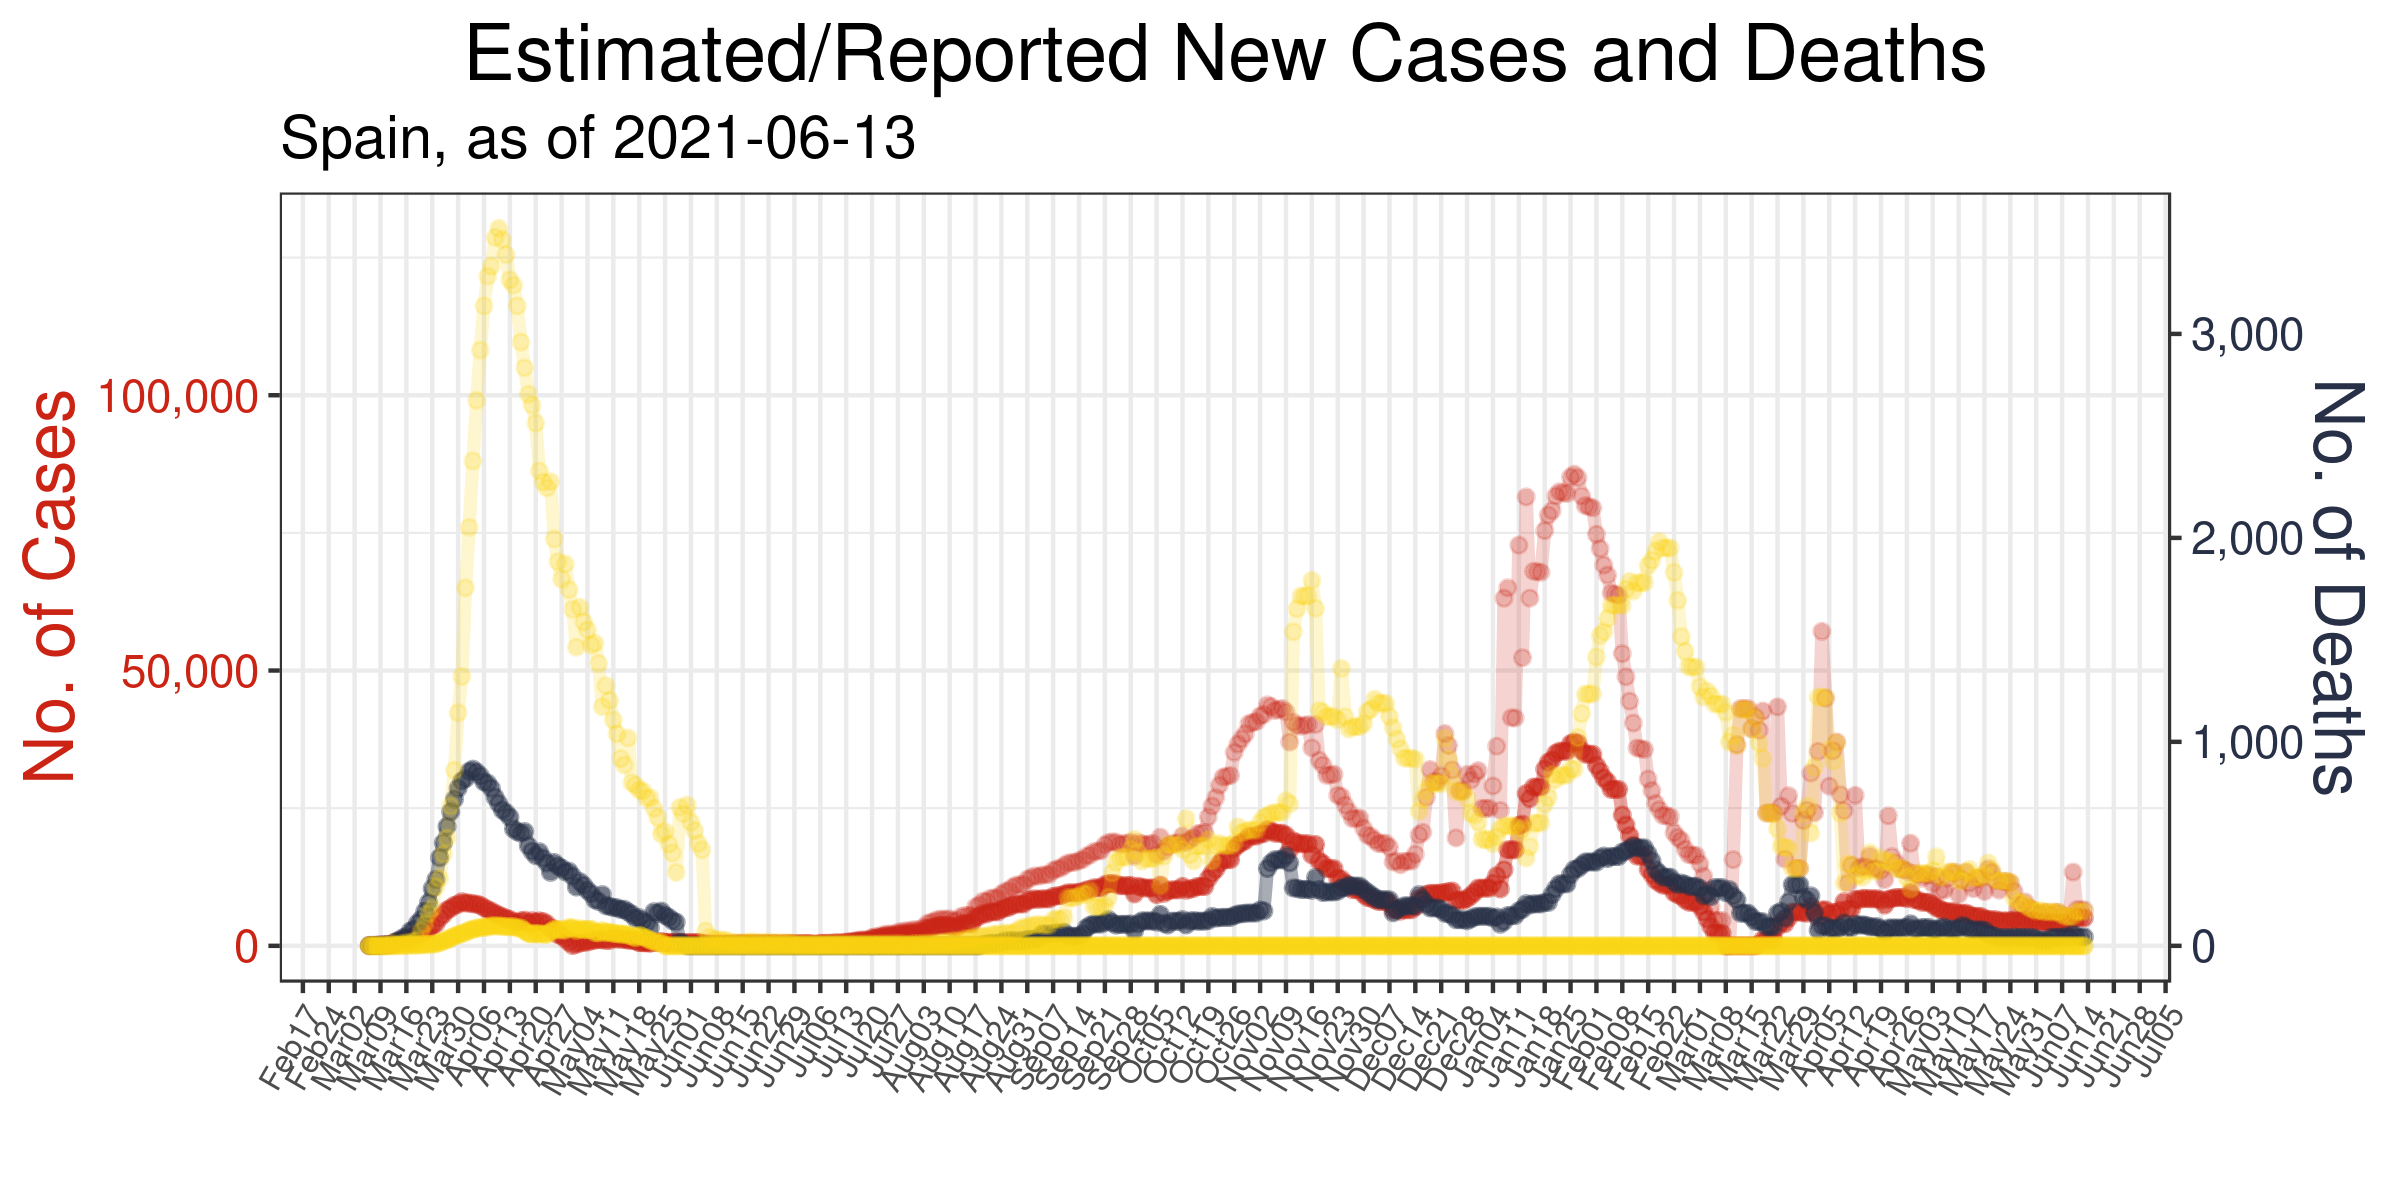 Estimated/Reported New Cases and Deaths
Spain, as of 2021-06-13
No. of Cases
100,000
50,000
0
3,000
2,000
1,000
0
No. of Deaths
Feb17
Feb24
Mar02
Mar09
Mar16
Mar23
Mar30
Apr06
Apr13
Apr20
Apr27
May04
May11
May18
May25
Jun01
Jun08
Jun15
Jun22
Jun29
Jul06
Jul13
Jul20
Jul27
Aug03
Aug10
Aug17
Aug24
Aug31
Sep07
Sep14
Sep21
Sep28
Oct05
Oct12
Oct19
Oct26
Nov02
Nov09
Nov16
Nov23
Nov30
Dec07
Dec14
Dec21
Dec28
Jan04
Jan11
Jan18
Jan25
Feb01
Feb08
Feb15
Feb22
Mar01
Mar08
Mar15
Mar22
Mar29
Apr05
Apr12
Apr19
Apr26
May03
May10
May17
May24
May31
Jun07
Jun14
Jun21
Jun28
Jul05